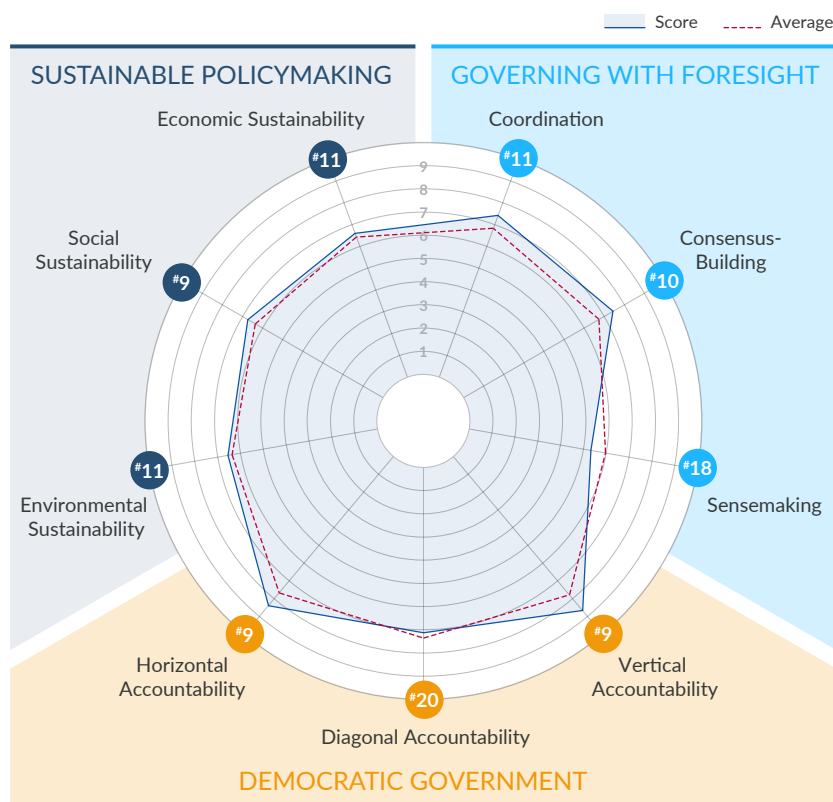 Score
Average
SUSTAINABLE POLICYMAKING
GOVERNING WITH FORESIGHT
Economic Sustainability
Coordination
#11
#11
9
8
7
6
5
4
3
2
1
Social
Sustainability
#9
Consensus-
Building
#10
#11
Environmental
Sustainability
#18
Sensemaking
#9
Horizontal
Accountability
#9
Vertical
Accountability
#20
Diagonal Accountability
DEMOCRATIC GOVERNMENT